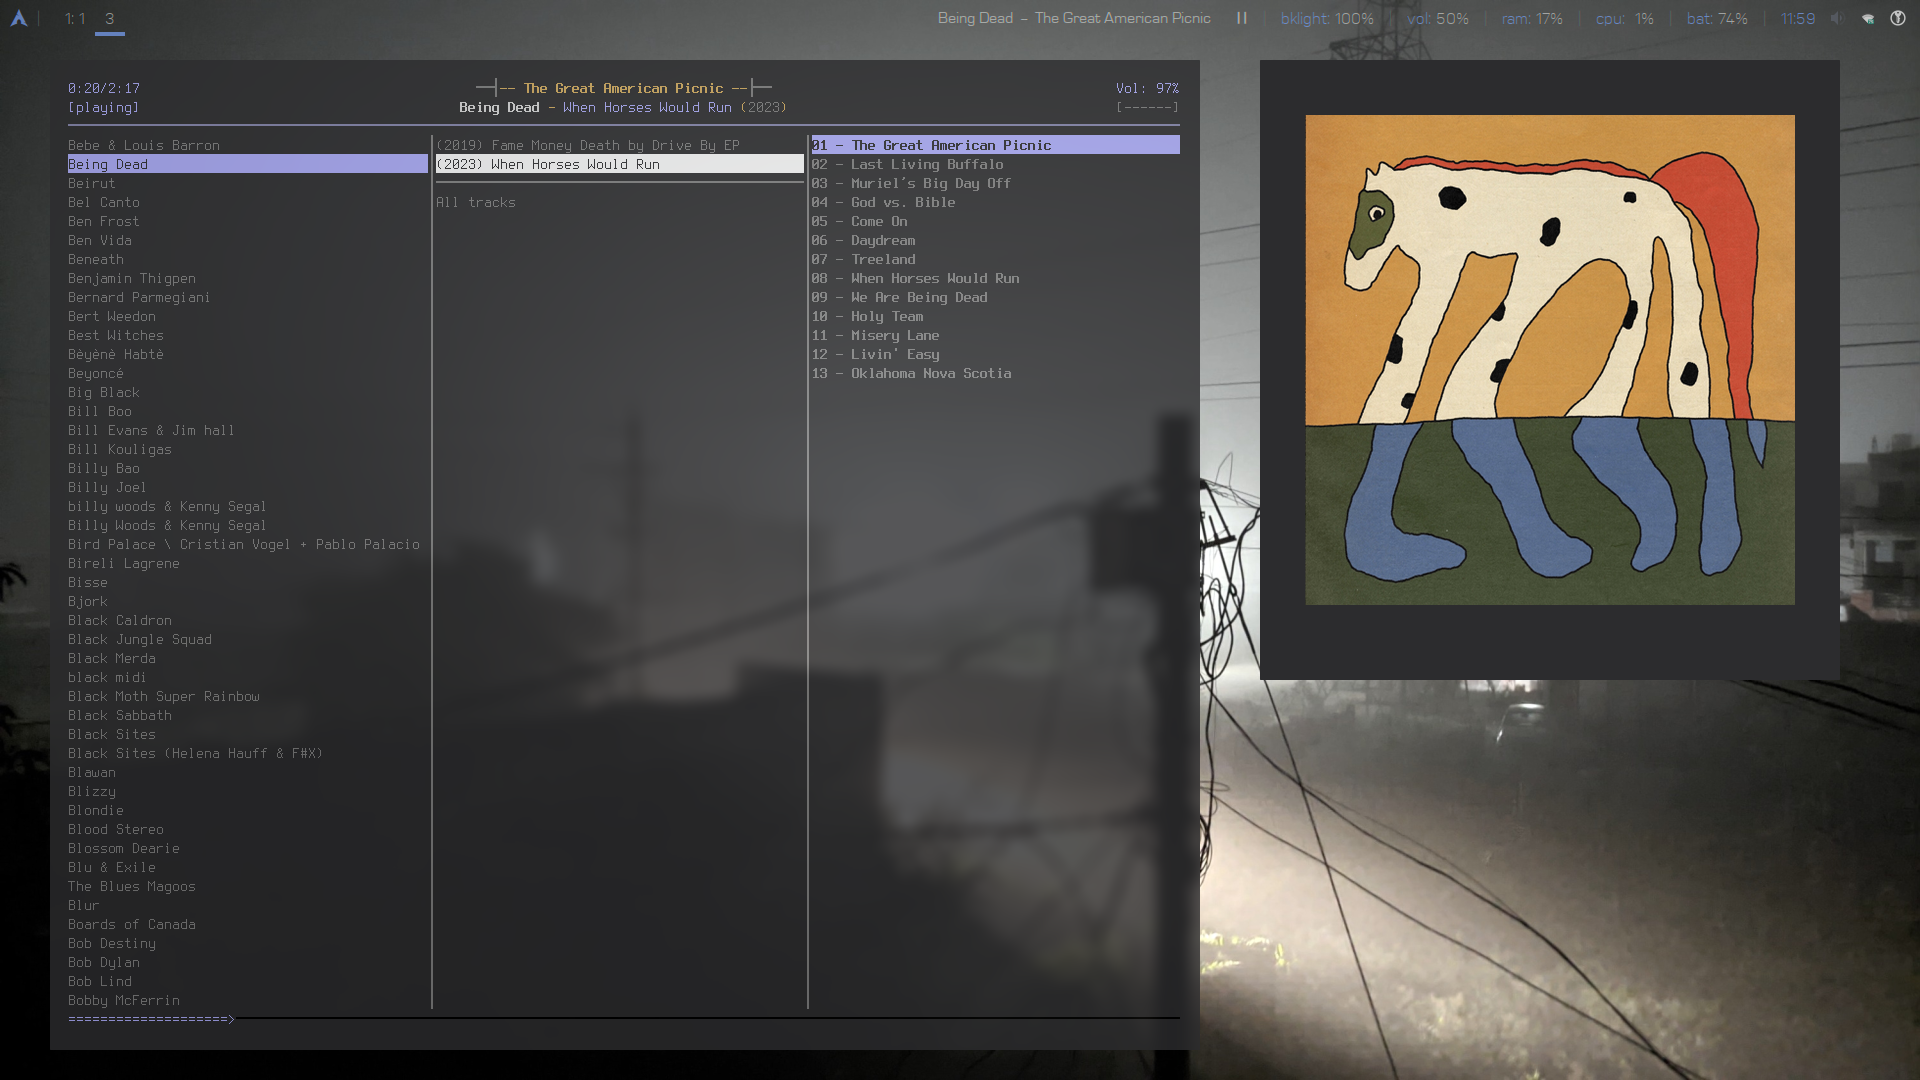 1: 1 3 Being Dead - The Great American Picnic bklight: 100% vol: 50% ram: 17% cpu: 1% bat: 74% 11:59
0:20/2:17 -- The Great American Picnic -- Vol: 97%
[playing] Being Dead - When Horses Would Run (2023) [------]
Bebe & Louis Barron
Being Dead
Beirut
Bel Canto
Ben Frost
Ben Vida
Beneath
Benjamin Thigpen
Bernard Parmegiani
Bert Weedon
Best Witches
Bèyènè Habtè
Beyoncé
Big Black
Bill Boo
Bill Evans & Jim hall
Bill Kouligas
Billy Bao
Billy Joel
billy woods & Kenny Segal
Billy Woods & Kenny Segal
Bird Palace \ Cristian Vogel + Pablo Palacio
Bireli Lagrene
Bisse
Bjork
Black Caldron
Black Jungle Squad
Black Merda
black midi
Black Moth Super Rainbow
Black Sabbath
Black Sites
Black Sites (Helena Hauff & F#X)
Blawan
Blizzy
Blondie
Blood Stereo
Blossom Dearie
Blu & Exile
The Blues Magoos
Blur
Boards of Canada
Bob Destiny
Bob Dylan
Bob Lind
Bobby McFerrin
(2019) Fame Money Death by Drive By EP
(2023) When Horses Would Run
All tracks
01 - The Great American Picnic
02 - Last Living Buffalo
03 - Muriel's Big Day Off
04 - God vs. Bible
05 - Come On
06 - Daydream
07 - Treeland
08 - When Horses Would Run
09 - We Are Being Dead
10 - Holy Team
11 - Misery Lane
12 - Livin' Easy
13 - Oklahoma Nova Scotia
====================>